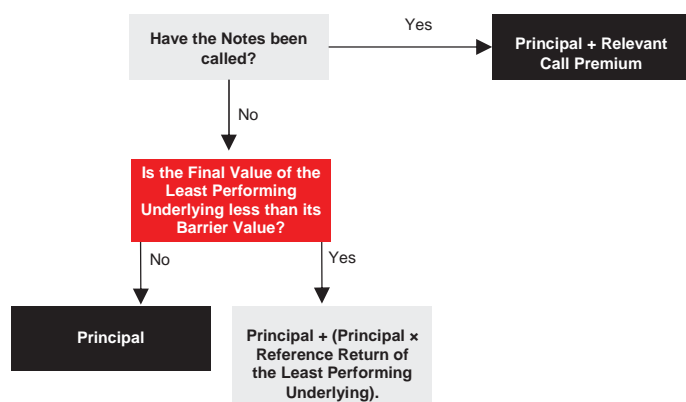 Have the Notes been
called?
Yes
Principal + Relevant
Call Premium
No
Is the Final Value of the
Least Performing
Underlying less than its
Barrier Value?
No
Yes
Principal
Principal + (Principal ×
Reference Return of
the Least Performing
Underlying).